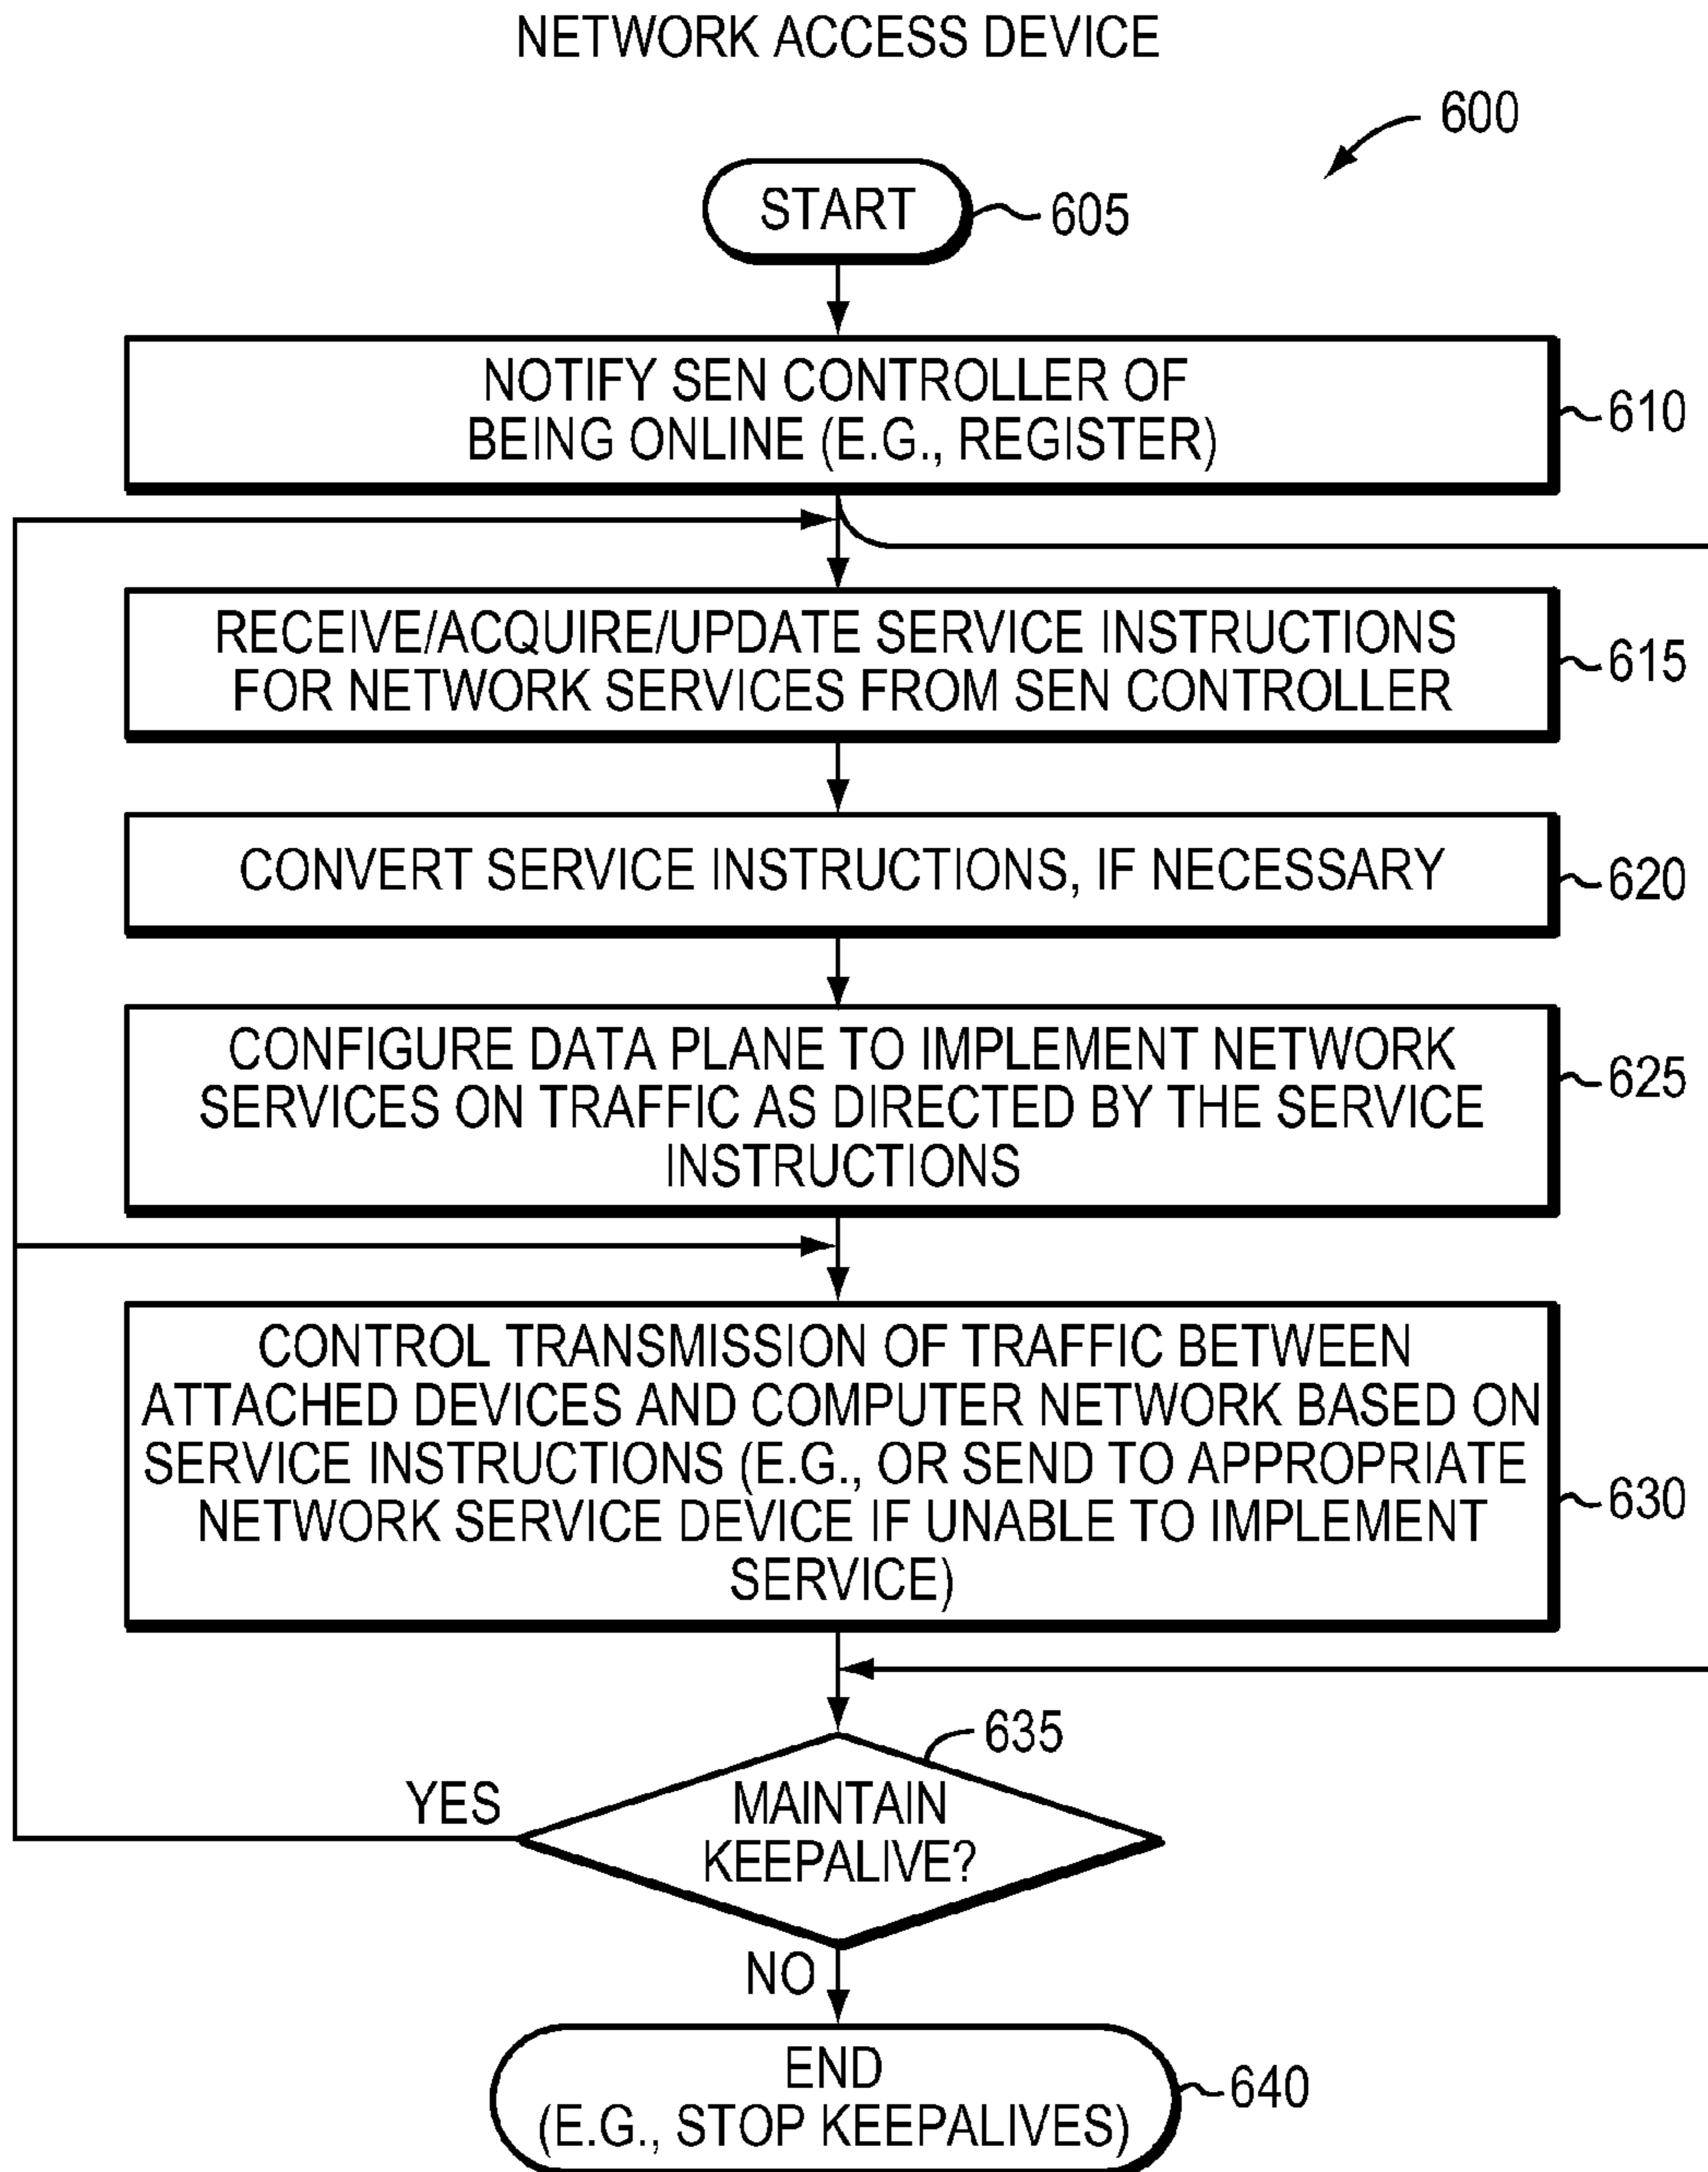 NETWORK ACCESS DEVICE
600
START
605
NOTIFY SEN CONTROLLER OF
BEING ONLINE (E.G., REGISTER)
610
RECEIVE/ACQUIRE/UPDATE SERVICE INSTRUCTIONS
FOR NETWORK SERVICES FROM SEN CONTROLLER
615
CONVERT SERVICE INSTRUCTIONS, IF NECESSARY
620
CONFIGURE DATA PLANE TO IMPLEMENT NETWORK
SERVICES ON TRAFFIC AS DIRECTED BY THE SERVICE
INSTRUCTIONS
625
CONTROL TRANSMISSION OF TRAFFIC BETWEEN
ATTACHED DEVICES AND COMPUTER NETWORK BASED ON
SERVICE INSTRUCTIONS (E.G., OR SEND TO APPROPRIATE
NETWORK SERVICE DEVICE IF UNABLE TO IMPLEMENT
SERVICE)
630
635
YES
MAINTAIN
KEEPALIVE?
NO
END
(E.G., STOP KEEPALIVES)
640